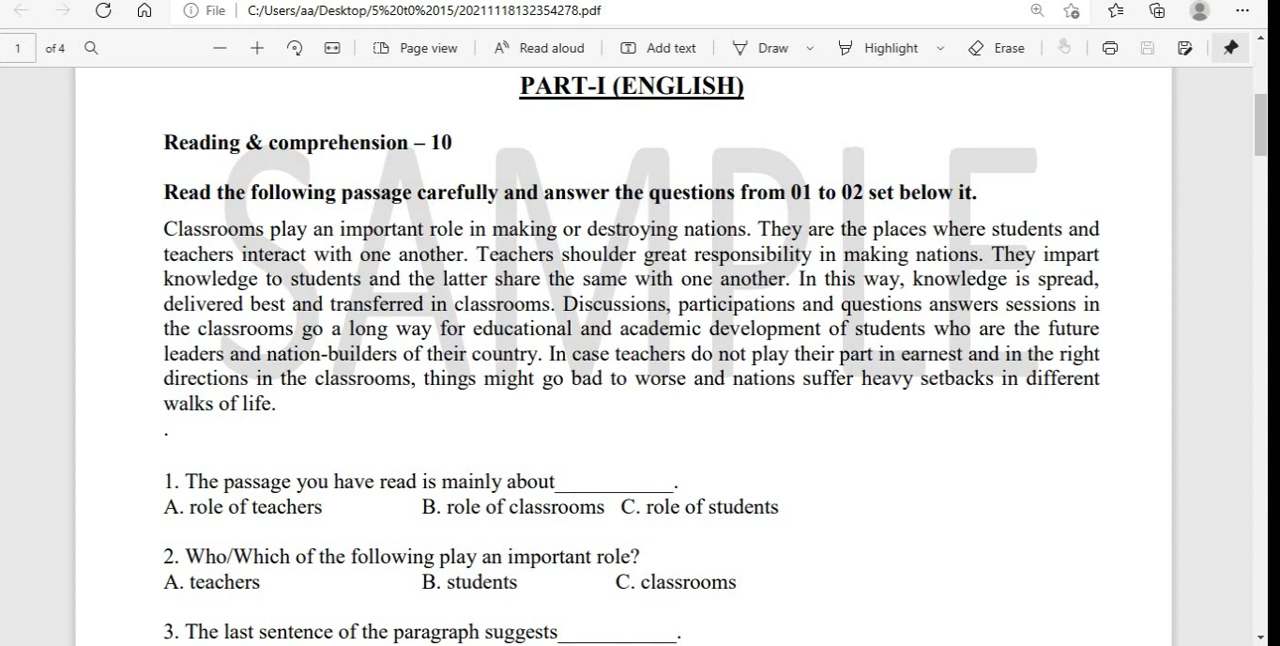 File C:/Users/aa/Desktop/5%20t0%2015/20211118132354278.pdf
1 of 4 Page view Read aloud Add text Draw Highlight Erase
PART-I (ENGLISH)
Reading & comprehension – 10
Read the following passage carefully and answer the questions from 01 to 02 set below it.
Classrooms play an important role in making or destroying nations. They are the places where students and
teachers interact with one another. Teachers shoulder great responsibility in making nations. They impart
knowledge to students and the latter share the same with one another. In this way, knowledge is spread,
delivered best and transferred in classrooms. Discussions, participations and questions answers sessions in
the classrooms go a long way for educational and academic development of students who are the future
leaders and nation-builders of their country. In case teachers do not play their part in earnest and in the right
directions in the classrooms, things might go bad to worse and nations suffer heavy setbacks in different
walks of life.
.
SAMPLE
1. The passage you have read is mainly about___________.
A. role of teachers B. role of classrooms C. role of students
2. Who/Which of the following play an important role?
A. teachers B. students C. classrooms
3. The last sentence of the paragraph suggests___________.